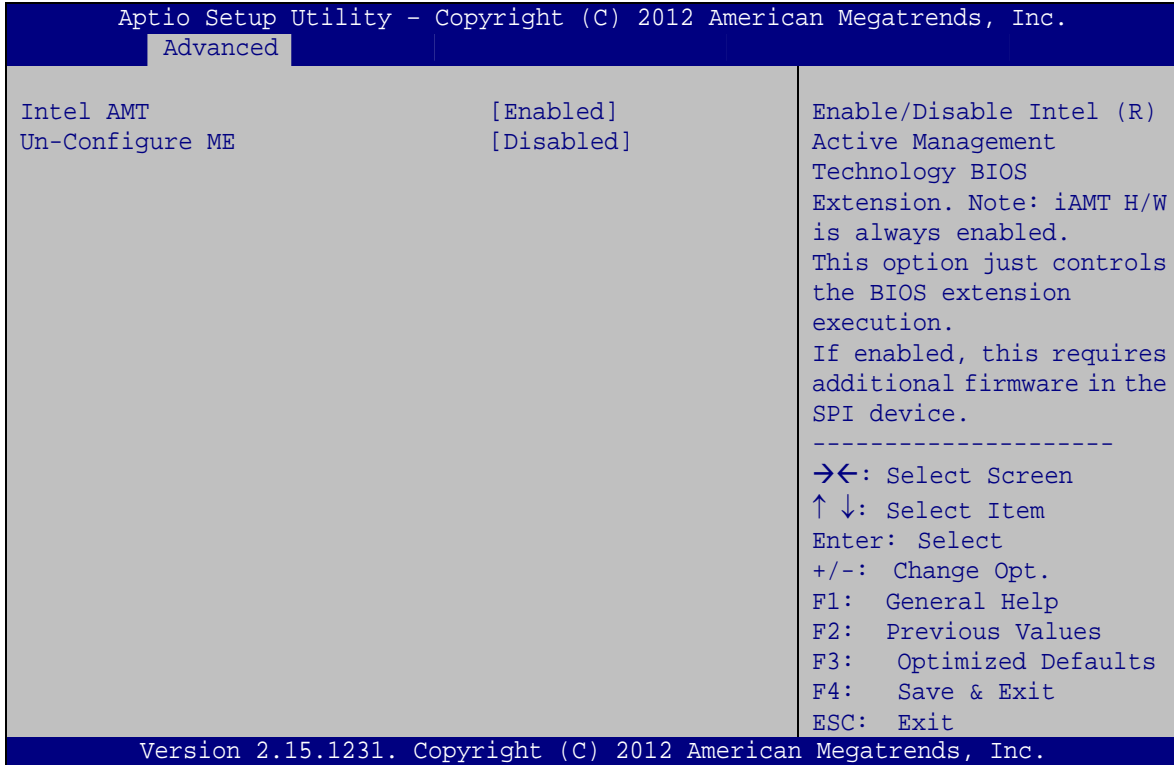 Aptio Setup Utility – Copyright (C) 2012 American Megatrends, Inc.
Advanced
Intel AMT [Enabled]
Un-Configure ME [Disabled]
Enable/Disable Intel (R)
Active Management
Technology BIOS
Extension. Note: iAMT H/W
is always enabled.
This option just controls
the BIOS extension
execution.
If enabled, this requires
additional firmware in the
SPI device.
---------------------
→←: Select Screen
↑ ↓: Select Item
Enter: Select
+/-: Change Opt.
F1: General Help
F2: Previous Values
F3: Optimized Defaults
F4: Save & Exit
ESC: Exit
Version 2.15.1231. Copyright (C) 2012 American Megatrends, Inc.